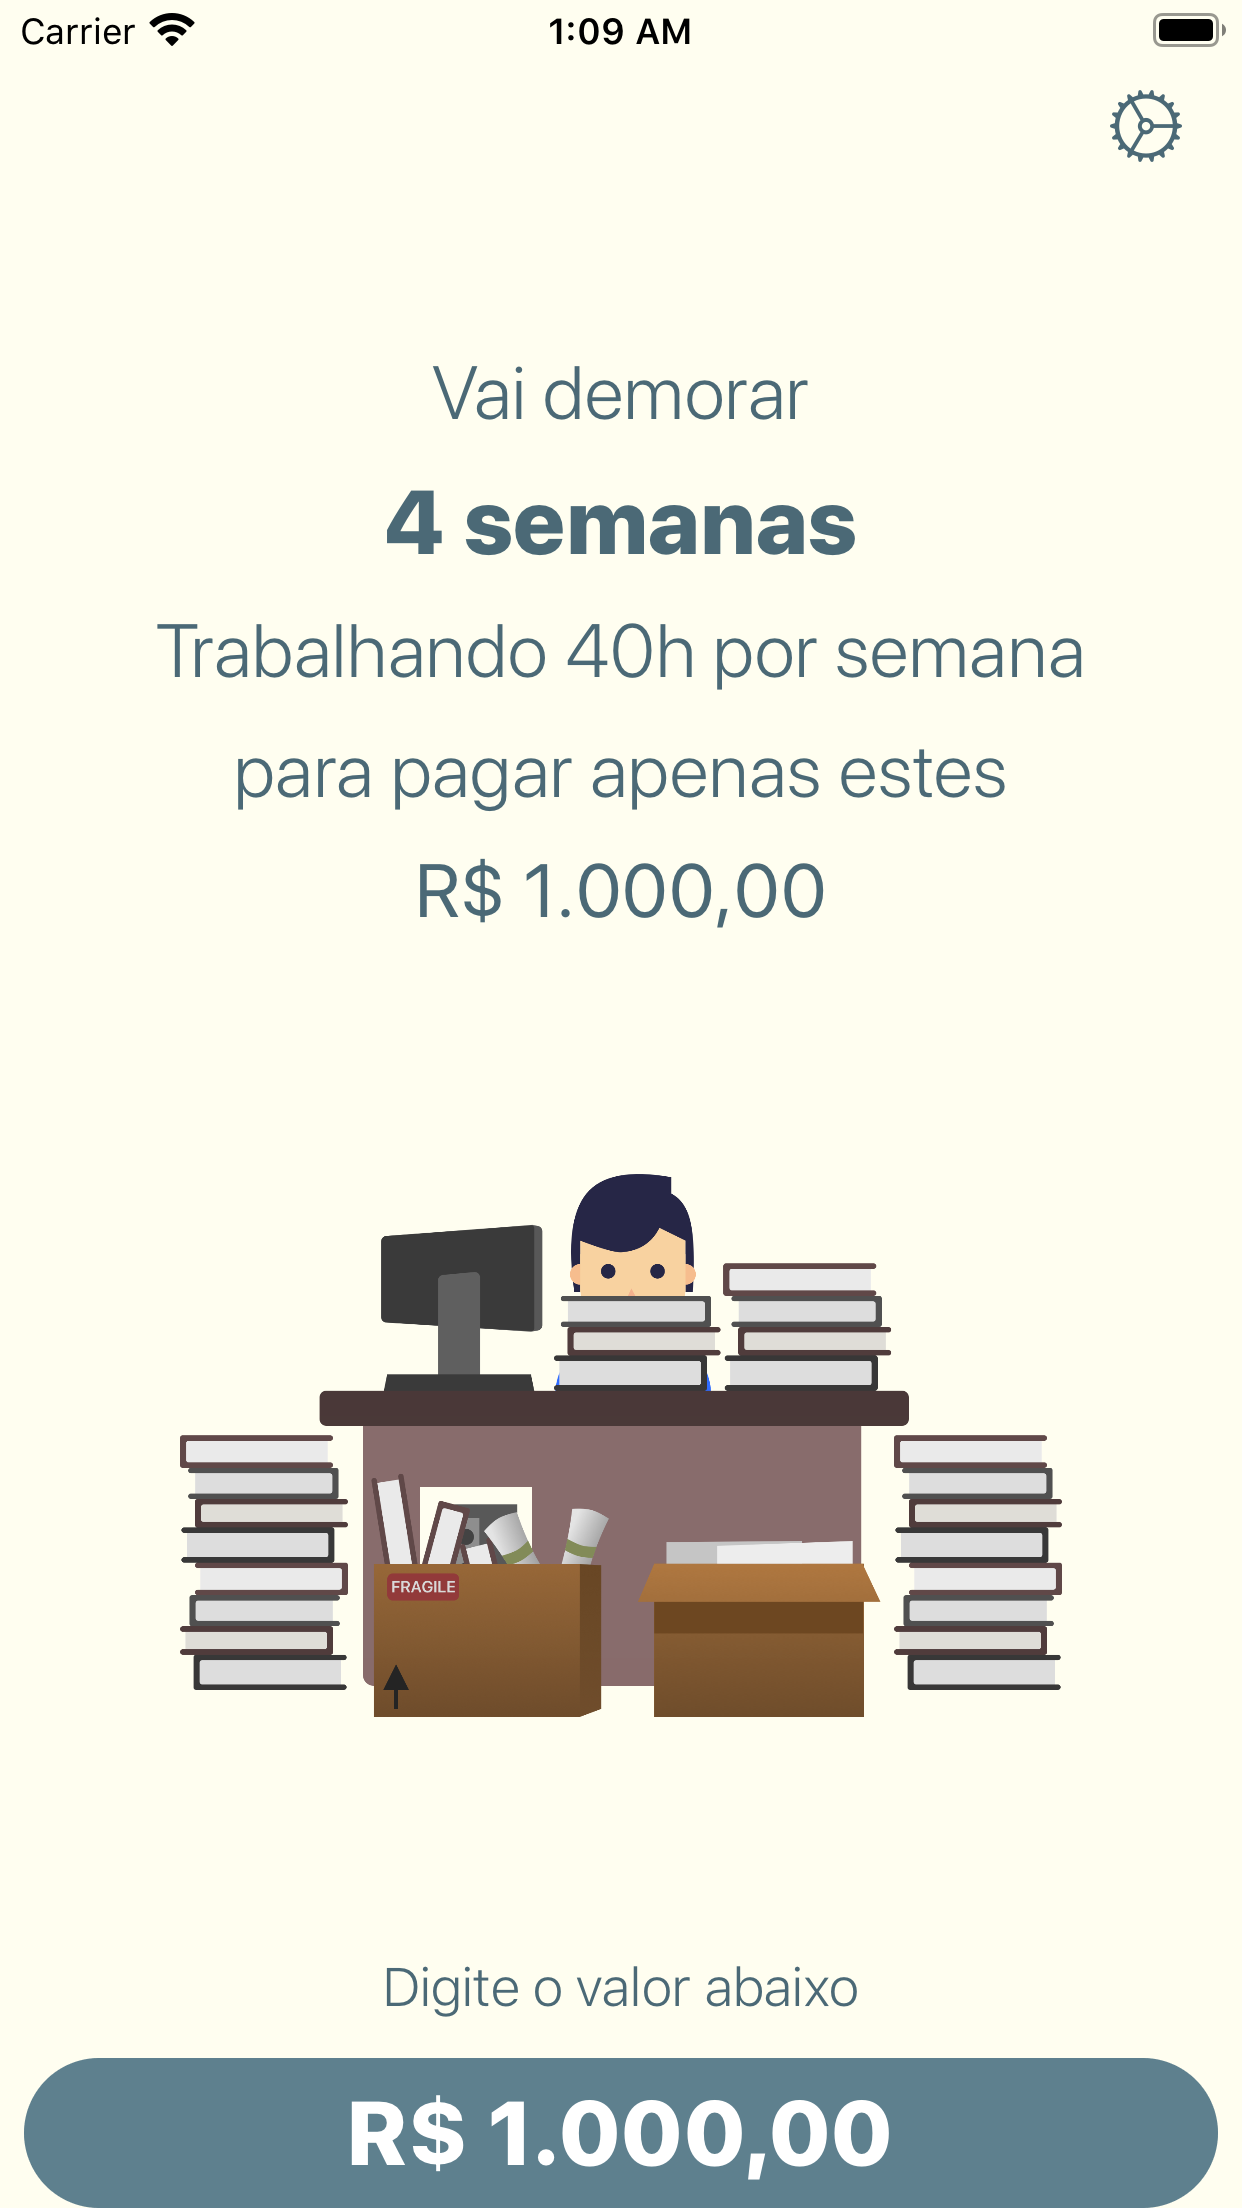 Carrier 1:09 AM
Vai demorar
4 semanas
Trabalhando 40h por semana
para pagar apenas estes
R$ 1.000,00
FRAGILE
Digite o valor abaixo
R$ 1.000,00